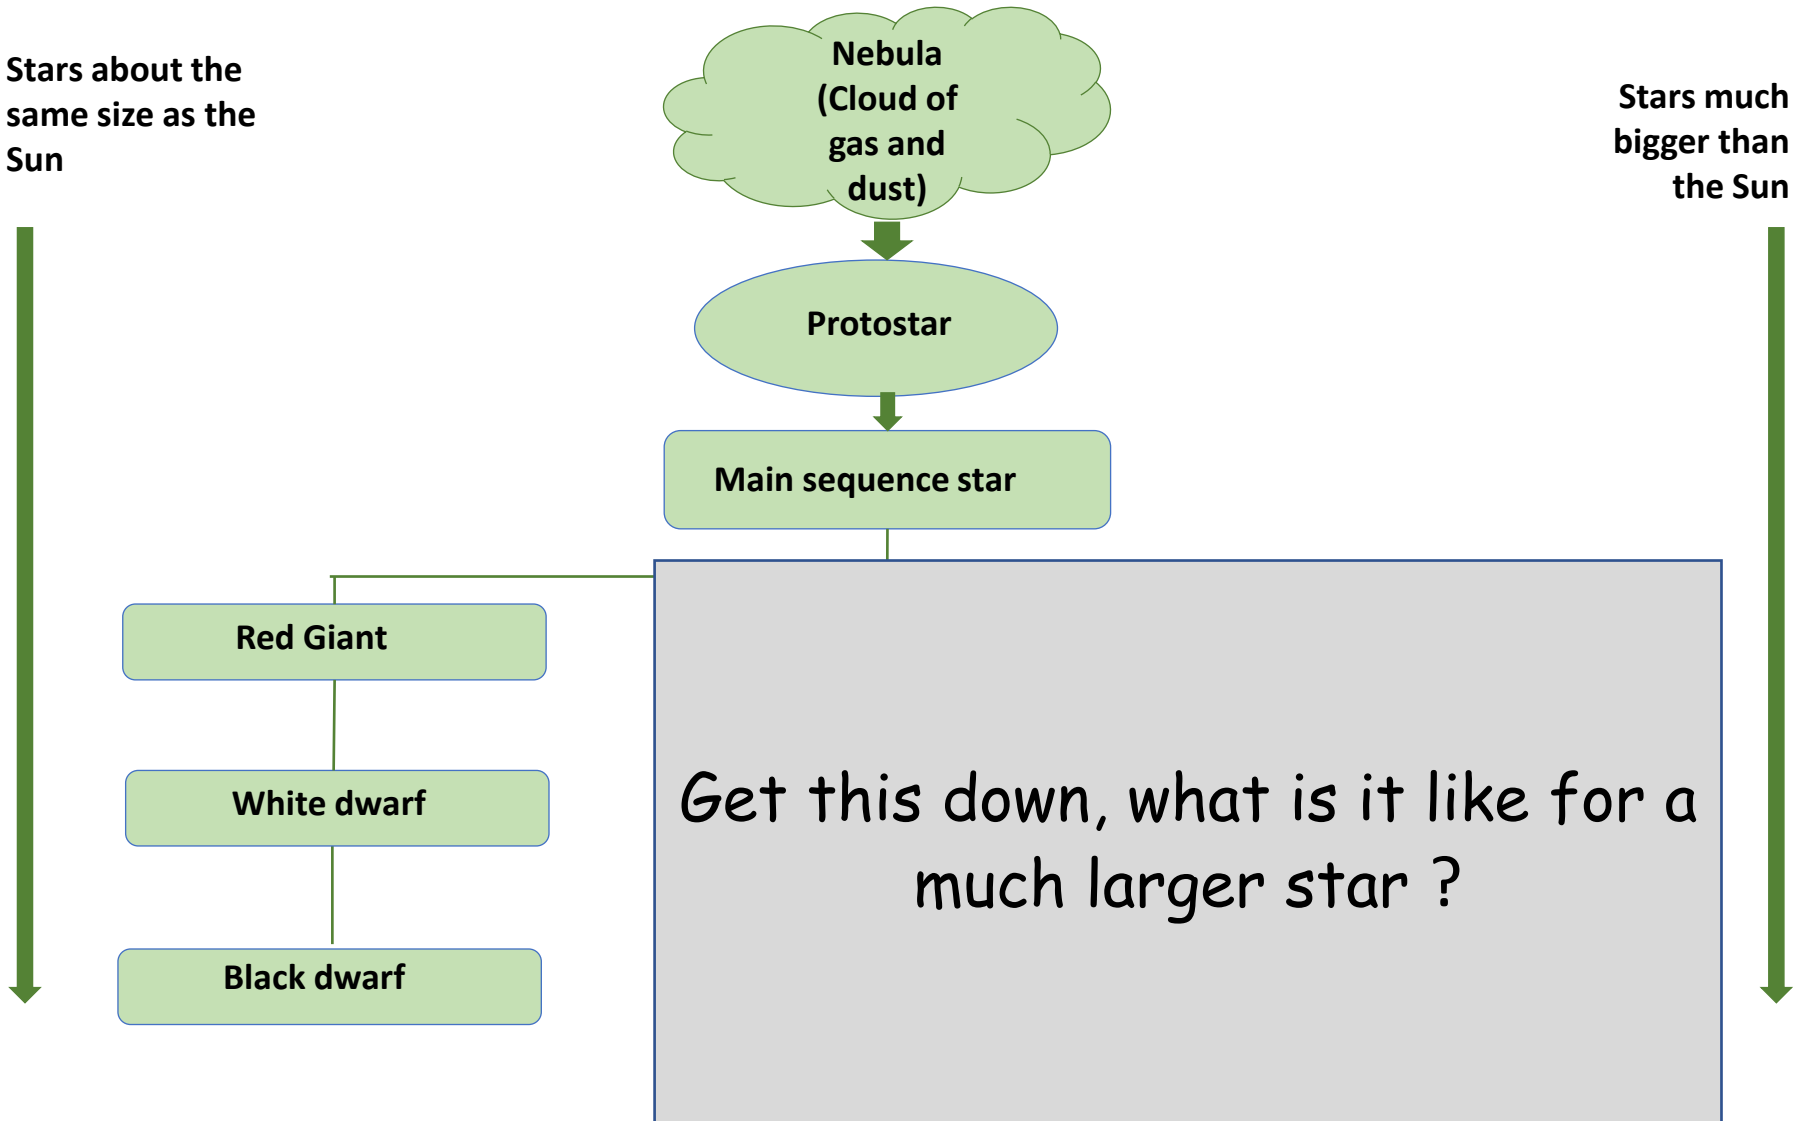 Stars about the
same size as the
Sun
Nebula
(Cloud of
gas and
dust)
Stars much
bigger than
the Sun
Protostar
Main sequence star
Red Giant
White dwarf
Black dwarf
Get this down, what is it like for a
much larger star ?